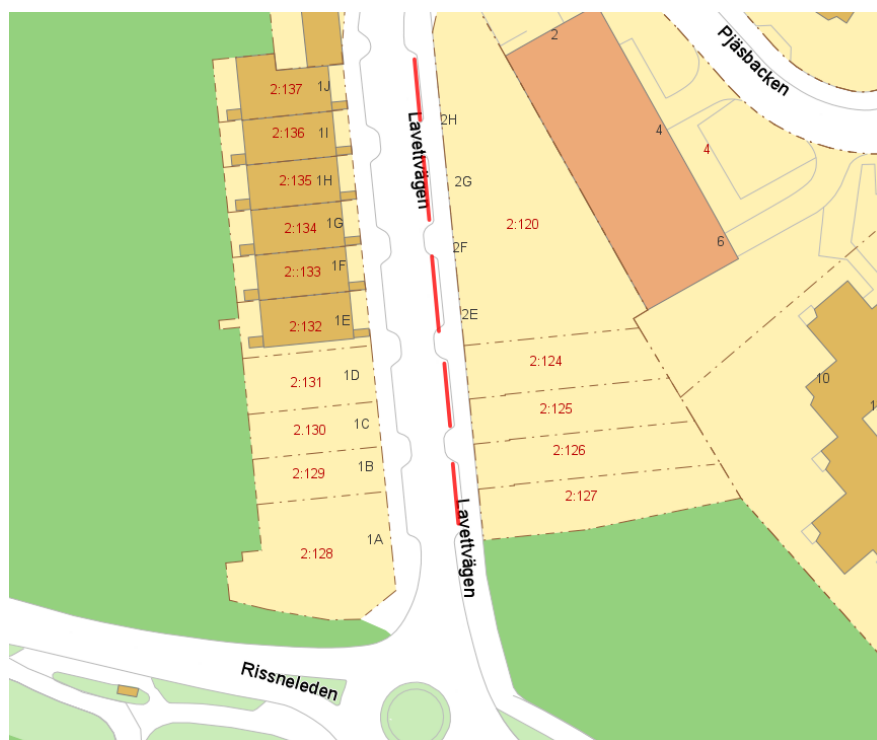 2
Pjäsbacken
2:137 1J
Lavettvägen
2H
4
2:136 1I
4
2:135 1H
2G
2:134 1G
2:120
6
2F
2::133 1F
2:132 1E
2E
2:124
2:131 1D
10
2:125
2.130 1C
2:126
2:129 1B
2:127
Lavettvägen
2:128 1A
Rissneleden